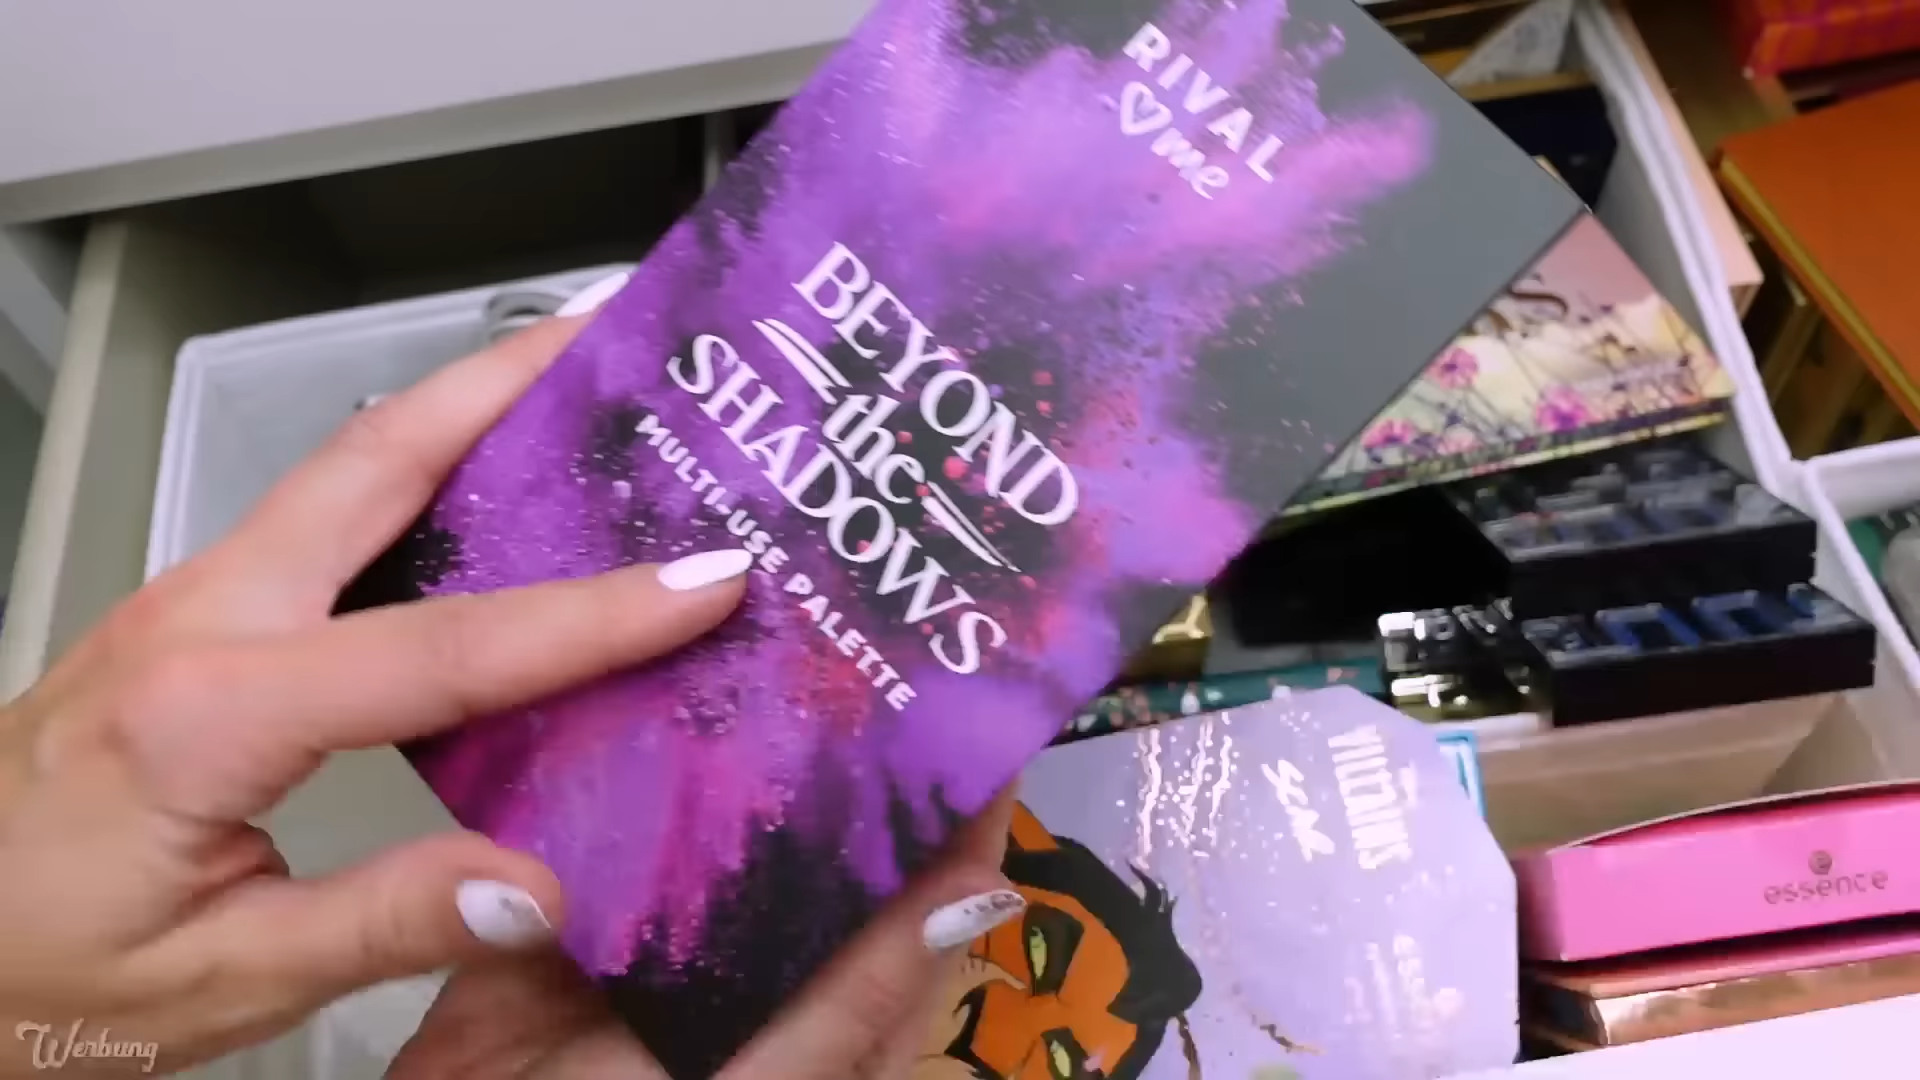 RIVAL
me
BEYOND
the
SHADOWS
MULTI-USE PALETTE
VILLAINS
SCAR
essence
Werbung